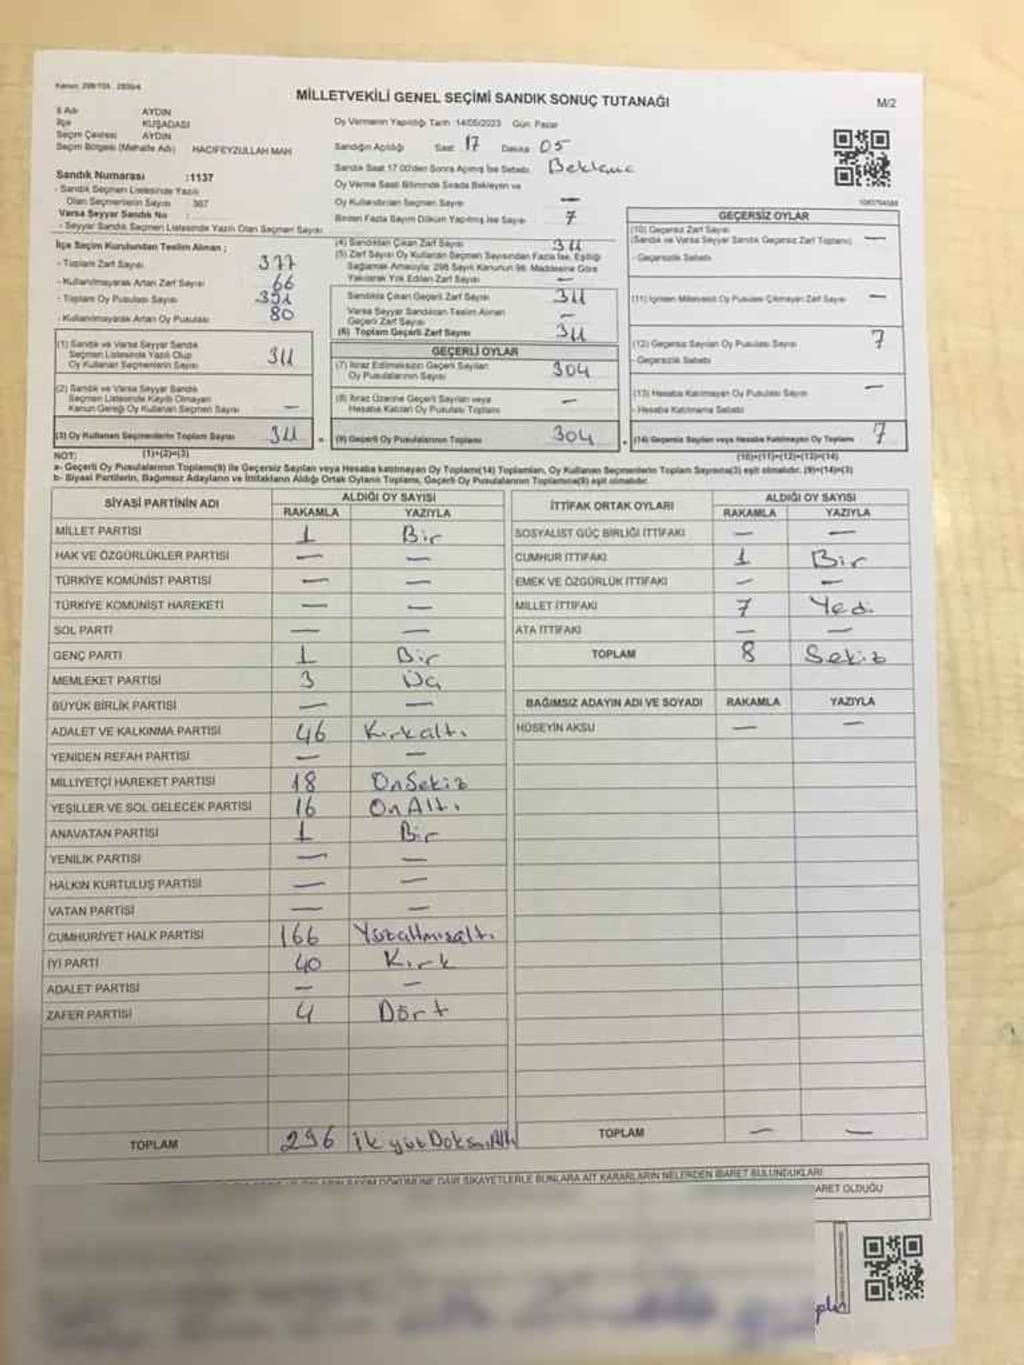 Kanun: 298/105 2839/4
MİLLETVEKİLİ GENEL SEÇİMİ SANDIK SONUÇ TUTANAĞI
M/2
İl Adı AYDIN
İlçe KUŞADASI
Seçim Çevresi AYDIN
Seçim Bölgesi (Mahalle Adı) HACIFEYZULLAH MAH
Oy Vermenin Yapıldığı Tarih :14/05/2023 Gün Pazar
Sandığın Açıldığı Saat 17 Dakika 05
Sandık Saat 17.00'den Sonra Açılmış İse Sebebi Bekleme
Oy Verme Saati Bitiminde Sırada Bekleyen ve
Oy Kullandırılan Seçmen Sayısı —
Birden Fazla Sayım Döküm Yapılmış İse Sayısı 7
Sandık Numarası :1137
- Sandık Seçmen Listesinde Yazılı
Olan Seçmenlerin Sayısı 367
Varsa Seyyar Sandık No :
- Seyyar Sandık Seçmen Listesinde Yazılı Olan Seçmen Sayısı
İlçe Seçim Kurulundan Teslim Alınan ;
- Toplam Zarf Sayısı 377
- Kullanılmayarak Artan Zarf Sayısı 66
- Toplam Oy Pusulası Sayısı 391
- Kullanılmayarak Artan Oy Pusulası 80
(1) Sandık ve Varsa Seyyar Sandık
Seçmen Listesinde Yazılı Olup
Oy Kullanan Seçmenlerin Sayısı 311
(2) Sandık ve Varsa Seyyar Sandık
Seçmen Listesinde Kayıtlı Olmayan
Kanun Gereği Oy Kullanan Seçmen Sayısı —
(3) Oy Kullanan Seçmenlerin Toplam Sayısı 311
(1)+(2)=(3)
(4) Sandıktan Çıkan Zarf Sayısı 311
(5) Zarf Sayısı Oy Kullanan Seçmen Sayısından Fazla İse, Eşitliği
Sağlamak Amacıyla; 298 Sayılı Kanunun 98. Maddesine Göre
Yakılarak Yok Edilen Zarf Sayısı —
Sandıkta Çıkan Geçerli Zarf Sayısı 311
Varsa Seyyar Sandıktan Teslim Alınan
Geçerli Zarf Sayısı —
(6) Toplam Geçerli Zarf Sayısı 311
GEÇERLİ OYLAR
(7) İtiraz Edilmeksizin Geçerli Sayılan
Oy Pusulalarının Sayısı 304
(8) İtiraz Üzerine Geçerli Sayılan veya
Hesaba Katılan Oy Pusulası Toplamı —
(9) Geçerli Oy Pusulalarının Toplamı 304
GEÇERSİZ OYLAR
(10) Geçersiz Zarf Sayısı
(Sandık ve Varsa Seyyar Sandık Geçersiz Zarf Toplamı) —
- Geçersizlik Sebebi
(11) İçinden Milletvekili Oy Pusulası Çıkmayan Zarf Sayısı —
(12) Geçersiz Sayılan Oy Pusulası Sayısı 7
- Geçersizlik Sebebi
(13) Hesaba Katılmayan Oy Pusulası Sayısı —
- Hesaba Katılmama Sebebi
(14) Geçersiz Sayılan veya Hesaba Katılmayan Oy Toplamı 7
(10)+(11)+(12)+(13)=(14)
NOT:
a- Geçerli Oy Pusulalarının Toplamı(9) ile Geçersiz Sayılan veya Hesaba katılmayan Oy Toplamı(14) Toplamları, Oy Kullanan Seçmenlerin Toplam Sayısına(3) eşit olmalıdır. (9)+(14)=(3)
b- Siyasi Partilerin, Bağımsız Adayların ve İttifakların Aldığı Ortak Oyların Toplamı, Geçerli Oy Pusulalarının Toplamına(9) eşit olmalıdır.
SİYASİ PARTİNİN ADI ALDIĞI OY SAYISI
RAKAMLA YAZIYLA
MİLLET PARTİSİ 1 Bir
HAK VE ÖZGÜRLÜKLER PARTİSİ — —
TÜRKİYE KOMÜNİST PARTİSİ — —
TÜRKİYE KOMÜNİST HAREKETİ — —
SOL PARTİ — —
GENÇ PARTİ 1 Bir
MEMLEKET PARTİSİ 3 Üç
BÜYÜK BİRLİK PARTİSİ — —
ADALET VE KALKINMA PARTİSİ 46 Kırkaltı
YENİDEN REFAH PARTİSİ — —
MİLLİYETÇİ HAREKET PARTİSİ 18 OnSekiz
YEŞİLLER VE SOL GELECEK PARTİSİ 16 OnAltı
ANAVATAN PARTİSİ 1 Bir
YENİLİK PARTİSİ — —
HALKIN KURTULUŞ PARTİSİ — —
VATAN PARTİSİ — —
CUMHURİYET HALK PARTİSİ 166 Yüzaltmışaltı
İYİ PARTİ 40 Kırk
ADALET PARTİSİ — —
ZAFER PARTİSİ 4 Dört
TOPLAM 296 ikiyüzDoksanAltı
İTTİFAK ORTAK OYLARI ALDIĞI OY SAYISI
RAKAMLA YAZIYLA
SOSYALİST GÜÇ BİRLİĞİ İTTİFAKI — —
CUMHUR İTTİFAKI 1 Bir
EMEK VE ÖZGÜRLÜK İTTİFAKI — —
MİLLET İTTİFAKI 7 Yedi
ATA İTTİFAKI — —
TOPLAM 8 Sekiz
BAĞIMSIZ ADAYIN ADI VE SOYADI RAKAMLA YAZIYLA
HÜSEYİN AKSU — —
TOPLAM — —
SAYIM DÖKÜMÜNE DAİR ŞİKAYETLERLE BUNLARA AİT KARARLARIN NELERDEN İBARET BULUNDUKLARI
ARET OLDUĞU